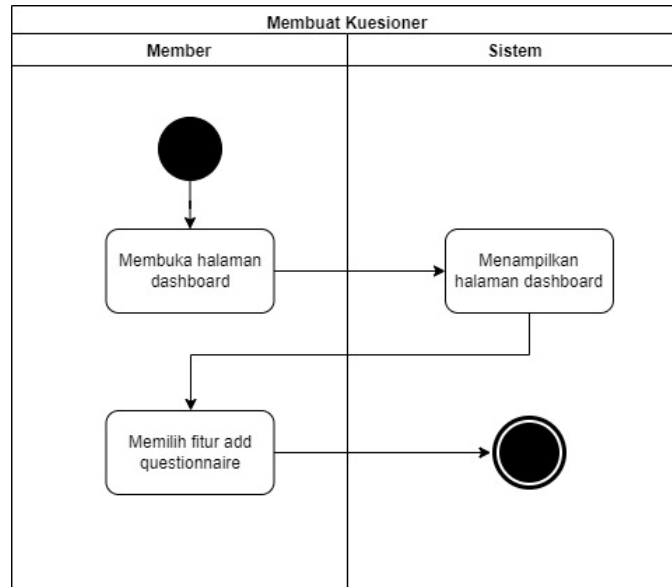 Membuat Kuesioner
Member
Sistem
Membuka halaman
dashboard
Menampilkan
halaman dashboard
Memilih fitur add
questionnaire